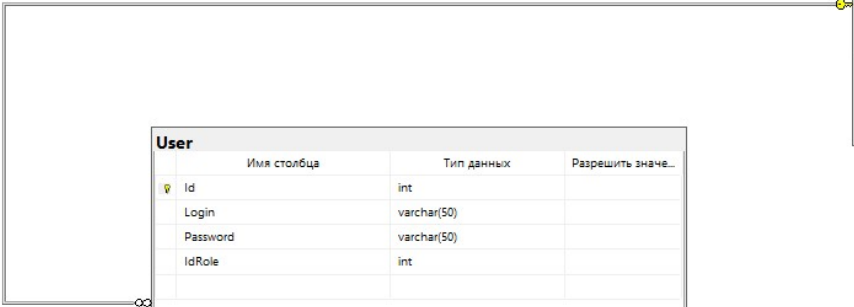 User
Имя столбца Тип данных Разрешить значе...
Id int
Login varchar(50)
Password varchar(50)
IdRole int